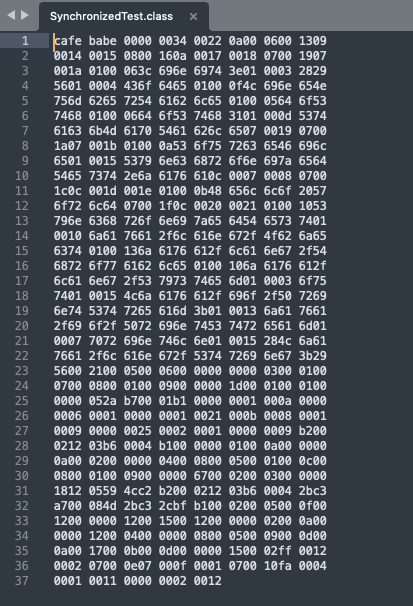 SynchronizedTest.class ×
1 cafe babe 0000 0034 0022 0a00 0600 1309
2 0014 0015 0800 160a 0017 0018 0700 1907
3 001a 0100 063c 696e 6974 3e01 0003 2829
4 5601 0004 436f 6465 0100 0f4c 696e 654e
5 756d 6265 7254 6162 6c65 0100 0564 6f53
6 7468 0100 0664 6f53 7468 3101 000d 5374
7 6163 6b4d 6170 5461 626c 6507 0019 0700
8 1a07 001b 0100 0a53 6f75 7263 6546 696c
9 6501 0015 5379 6e63 6872 6f6e 697a 6564
10 5465 7374 2e6a 6176 610c 0007 0008 0700
11 1c0c 001d 001e 0100 0b48 656c 6c6f 2057
12 6f72 6c64 0700 1f0c 0020 0021 0100 1053
13 796e 6368 726f 6e69 7a65 6454 6573 7401
14 0010 6a61 7661 2f6c 616e 672f 4f62 6a65
15 6374 0100 136a 6176 612f 6c61 6e67 2f54
16 6872 6f77 6162 6c65 0100 106a 6176 612f
17 6c61 6e67 2f53 7973 7465 6d01 0003 6f75
18 7401 0015 4c6a 6176 612f 696f 2f50 7269
19 6e74 5374 7265 616d 3b01 0013 6a61 7661
20 2f69 6f2f 5072 696e 7453 7472 6561 6d01
21 0007 7072 696e 746c 6e01 0015 284c 6a61
22 7661 2f6c 616e 672f 5374 7269 6e67 3b29
23 5600 2100 0500 0600 0000 0000 0300 0100
24 0700 0800 0100 0900 0000 1d00 0100 0100
25 0000 052a b700 01b1 0000 0001 000a 0000
26 0006 0001 0000 0001 0021 000b 0008 0001
27 0009 0000 0025 0002 0001 0000 0009 b200
28 0212 03b6 0004 b100 0000 0100 0a00 0000
29 0a00 0200 0000 0400 0800 0500 0100 0c00
30 0800 0100 0900 0000 6700 0200 0300 0000
31 1812 0559 4cc2 b200 0212 03b6 0004 2bc3
32 a700 084d 2bc3 2cbf b100 0200 0500 0f00
33 1200 0000 1200 1500 1200 0000 0200 0a00
34 0000 1200 0400 0000 0800 0500 0900 0d00
35 0a00 1700 0b00 0d00 0000 1500 02ff 0012
36 0002 0700 0e07 000f 0001 0700 10fa 0004
37 0001 0011 0000 0002 0012